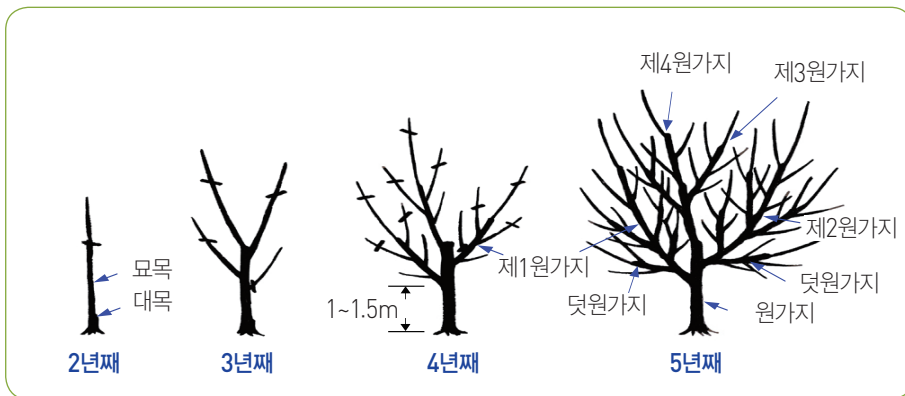 제4원가지
제3원가지
묘목
대목
1~1.5m
제1원가지
덧원가지
제2원가지
덧원가지
원가지
2년째
3년째
4년째
5년째